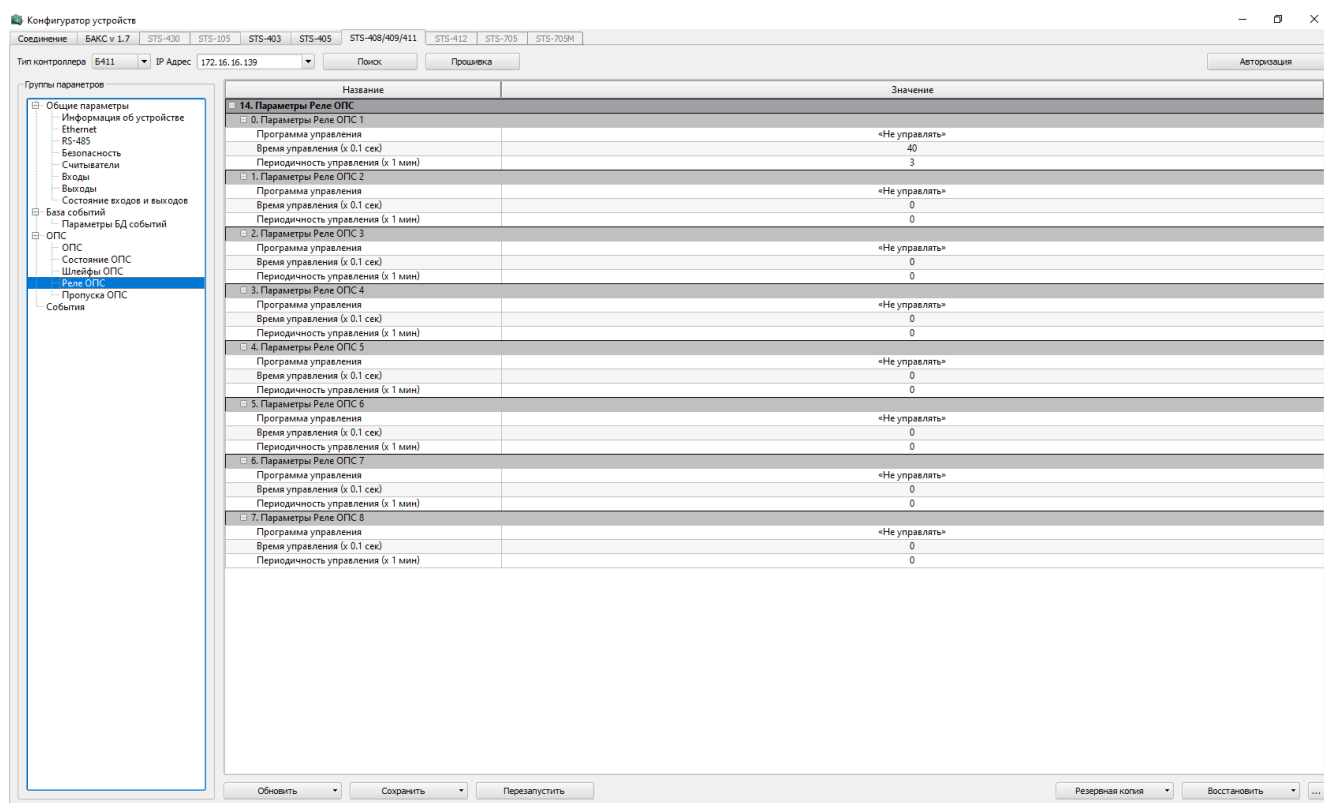 Конфигуратор устройств
Соединение БАКС v 1.7 STS-430 STS-105 STS-403 STS-405 STS-408/409/411 STS-412 STS-705 STS-705M
Тип контроллера Б411 IP Адрес 172.16.16.139 Поиск Прошивка Авторизация
Группы параметров
Общие параметры
Информация об устройстве
Ethernet
RS-485
Безопасность
Считыватели
Входы
Выходы
Состояние входов и выходов
База событий
Параметры БД событий
ОПС
ОПС
Состояние ОПС
Шлейфы ОПС
Реле ОПС
Пропуска ОПС
События
Название Значение
14. Параметры Реле ОПС
0. Параметры Реле ОПС 1
Программа управления «Не управлять»
Время управления (x 0.1 сек) 40
Периодичность управления (x 1 мин) 3
1. Параметры Реле ОПС 2
Программа управления «Не управлять»
Время управления (x 0.1 сек) 0
Периодичность управления (x 1 мин) 0
2. Параметры Реле ОПС 3
Программа управления «Не управлять»
Время управления (x 0.1 сек) 0
Периодичность управления (x 1 мин) 0
3. Параметры Реле ОПС 4
Программа управления «Не управлять»
Время управления (x 0.1 сек) 0
Периодичность управления (x 1 мин) 0
4. Параметры Реле ОПС 5
Программа управления «Не управлять»
Время управления (x 0.1 сек) 0
Периодичность управления (x 1 мин) 0
5. Параметры Реле ОПС 6
Программа управления «Не управлять»
Время управления (x 0.1 сек) 0
Периодичность управления (x 1 мин) 0
6. Параметры Реле ОПС 7
Программа управления «Не управлять»
Время управления (x 0.1 сек) 0
Периодичность управления (x 1 мин) 0
7. Параметры Реле ОПС 8
Программа управления «Не управлять»
Время управления (x 0.1 сек) 0
Периодичность управления (x 1 мин) 0
Обновить Сохранить Перезапустить Резервная копия Восстановить ...